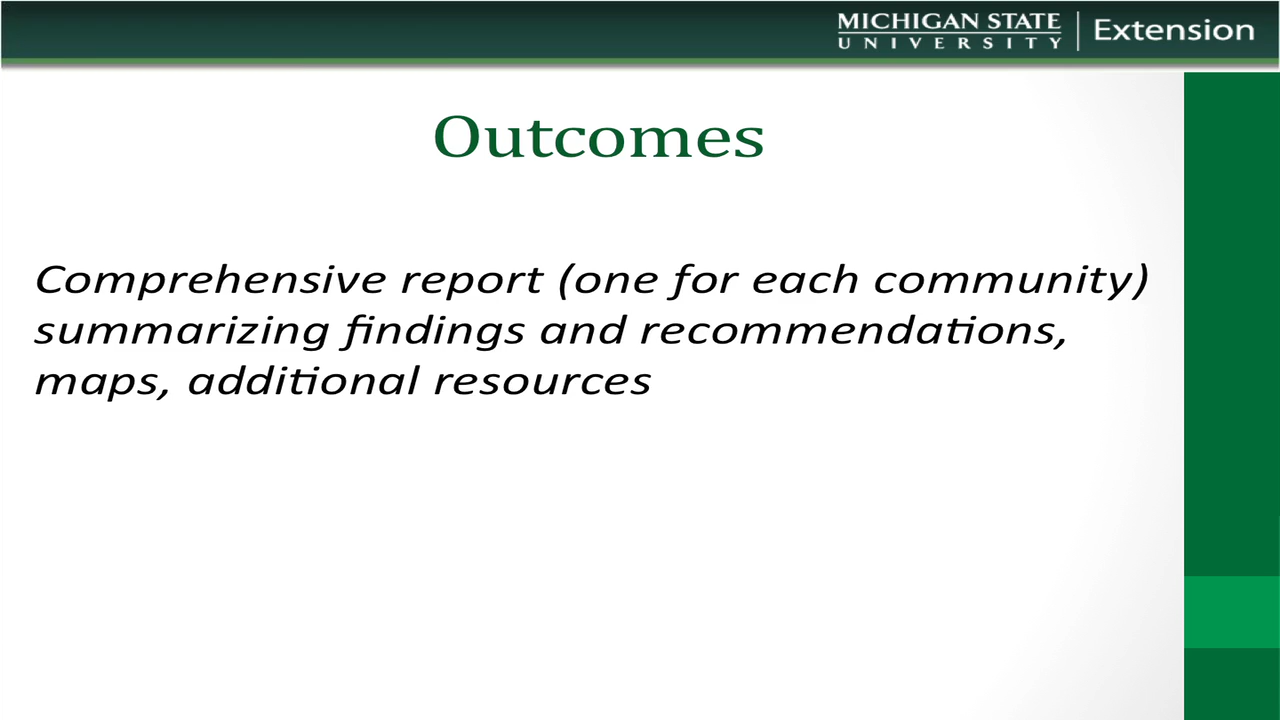 MICHIGAN STATE
UNIVERSITY
Extension
Outcomes
Comprehensive report (one for each community)
summarizing findings and recommendations,
maps, additional resources